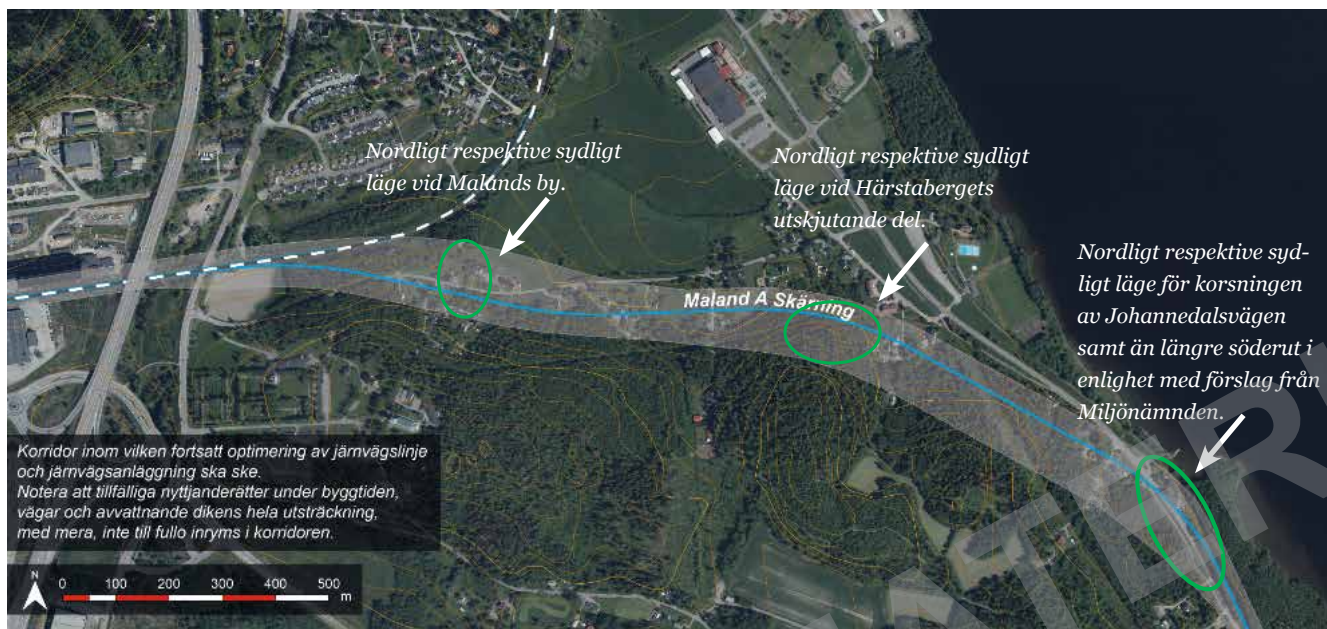 Nordligt respektive sydligt
läge vid Malands by.
Nordligt respektive sydligt
läge vid Härstabergets
utskjutande del.
Nordligt respektive syd-
ligt läge för korsningen
av Johannedalsvägen
samt än längre söderut i
enlighet med förslag från
Miljönämnden.
Maland A Skärning
Korridor inom vilken fortsatt optimering av järnvägslinje
och järnvägsanläggning ska ske.
Notera att tillfälliga nyttjanderätter under byggtiden,
vägar och avvattnande dikens hela utsträckning,
med mera, inte till fullo inryms i korridoren.
N
0 100 200 300 400 500
m